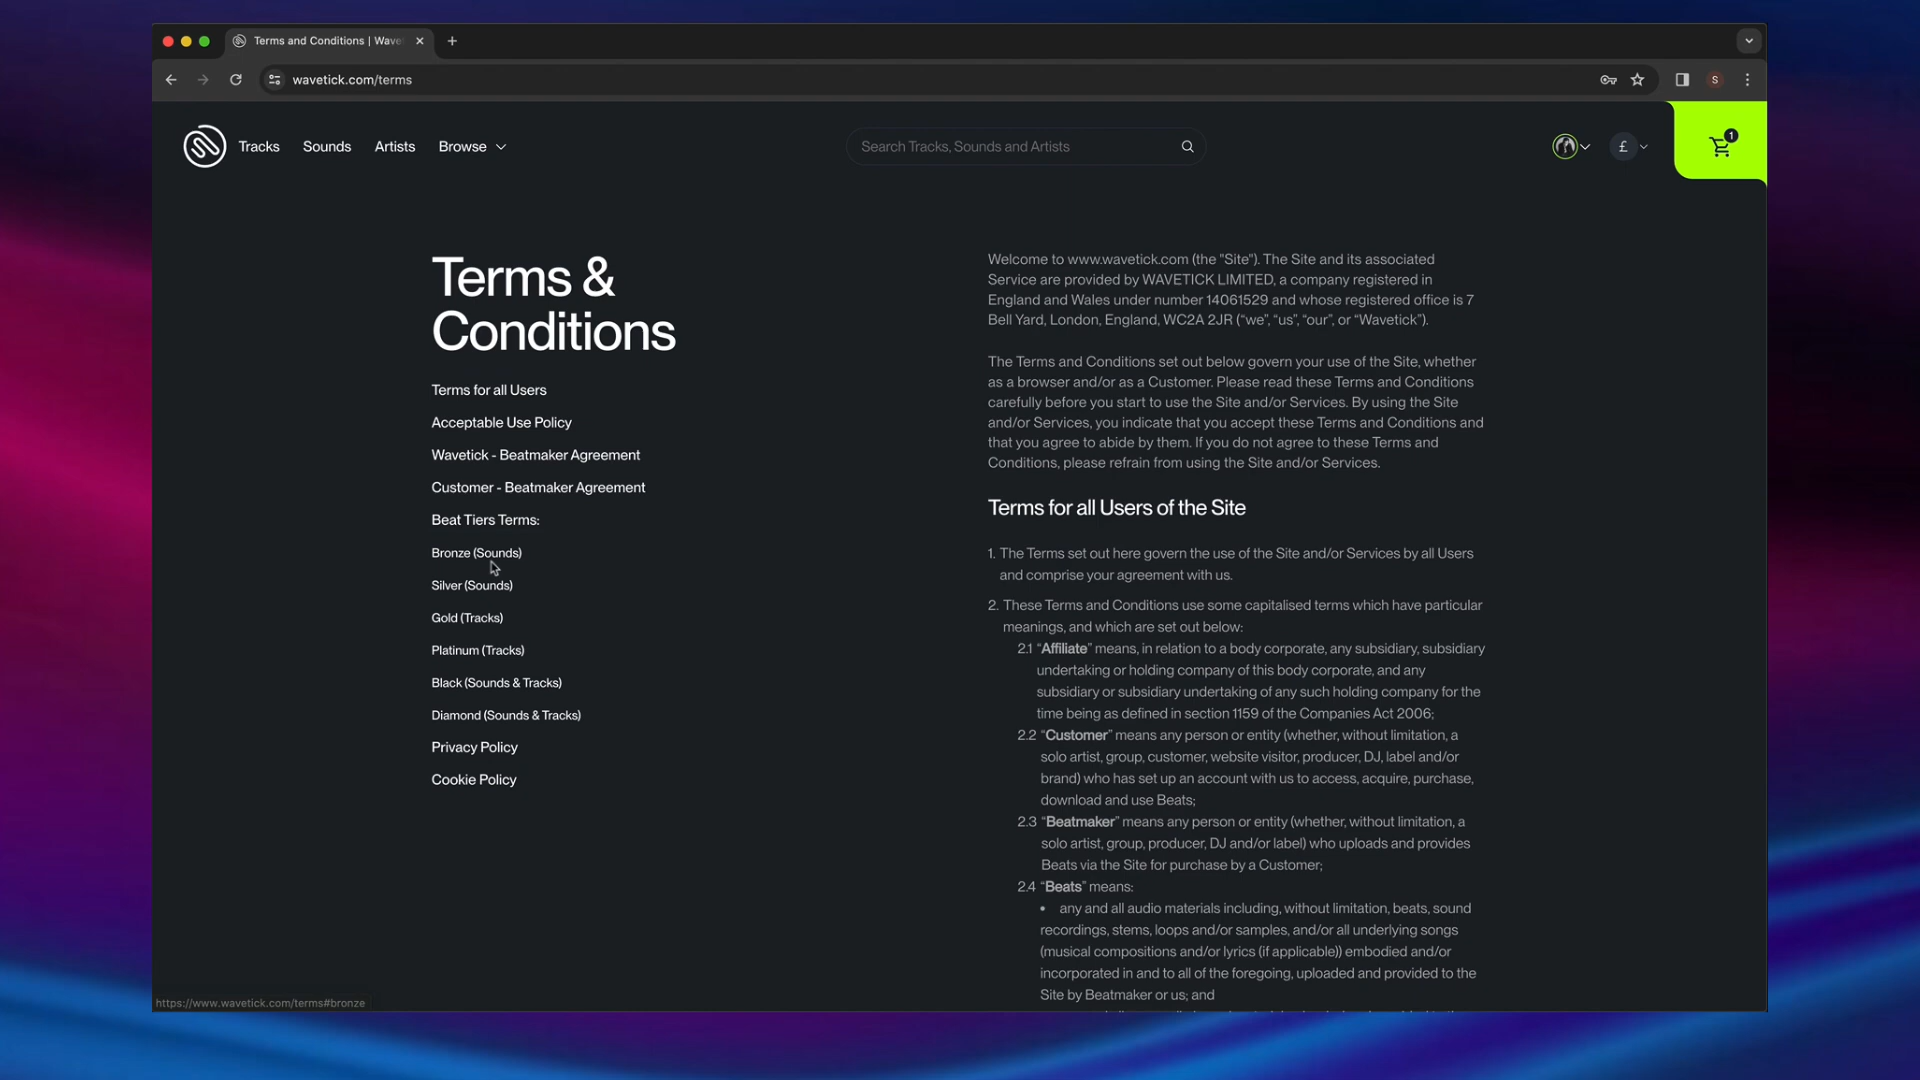 Terms and Conditions | Wave
wavetick.com/terms
S
Tracks
Sounds
Artists
Browse
Search Tracks, Sounds and Artists
£
1
Terms &
Conditions
Terms for all Users
Acceptable Use Policy
Wavetick - Beatmaker Agreement
Customer - Beatmaker Agreement
Beat Tiers Terms:
Bronze (Sounds)
Silver (Sounds)
Gold (Tracks)
Platinum (Tracks)
Black (Sounds & Tracks)
Diamond (Sounds & Tracks)
Privacy Policy
Cookie Policy
Welcome to www.wavetick.com (the "Site"). The Site and its associated
Service are provided by WAVETICK LIMITED, a company registered in
England and Wales under number 14061529 and whose registered office is 7
Bell Yard, London, England, WC2A 2JR (“we”, “us”, “our”, or “Wavetick”).
The Terms and Conditions set out below govern your use of the Site, whether
as a browser and/or as a Customer. Please read these Terms and Conditions
carefully before you start to use the Site and/or Services. By using the Site
and/or Services, you indicate that you accept these Terms and Conditions and
that you agree to abide by them. If you do not agree to these Terms and
Conditions, please refrain from using the Site and/or Services.
Terms for all Users of the Site
1. The Terms set out here govern the use of the Site and/or Services by all Users
and comprise your agreement with us.
2. These Terms and Conditions use some capitalised terms which have particular
meanings, and which are set out below:
2.1 “Affiliate” means, in relation to a body corporate, any subsidiary, subsidiary
undertaking or holding company of this body corporate, and any
subsidiary or subsidiary undertaking of any such holding company for the
time being as defined in section 1159 of the Companies Act 2006;
2.2 “Customer” means any person or entity (whether, without limitation, a
solo artist, group, customer, website visitor, producer, DJ, label and/or
brand) who has set up an account with us to access, acquire, purchase,
download and use Beats;
2.3 “Beatmaker” means any person or entity (whether, without limitation, a
solo artist, group, producer, DJ and/or label) who uploads and provides
Beats via the Site for purchase by a Customer;
2.4 “Beats” means:
• any and all audio materials including, without limitation, beats, sound
recordings, stems, loops and/or samples, and/or all underlying songs
(musical compositions and/or lyrics (if applicable)) embodied and/or
incorporated in and to all of the foregoing, uploaded and provided to the
Site by Beatmaker or us; and
https://www.wavetick.com/terms#bronze